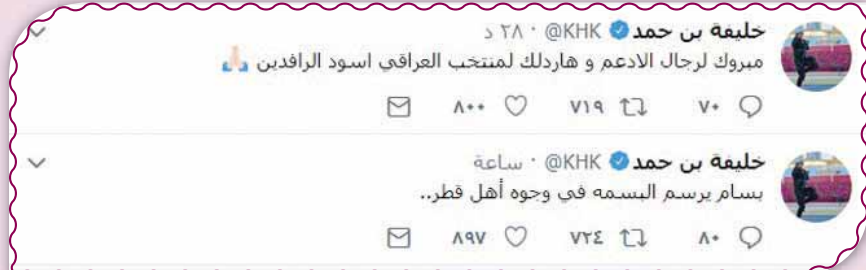 خليفة بن حمد @KHK · ٢٨ د
مبروك لرجال الادعم و هاردلك لمنتخب العراقي اسود الرافدين 🙏🏻
٧٠ ٧١٩ ٨٠٠
خليفة بن حمد @KHK · ساعة
بسام يرسم البسمه في وجوه أهل قطر..
٨٠ ٧٢٤ ٨٩٧